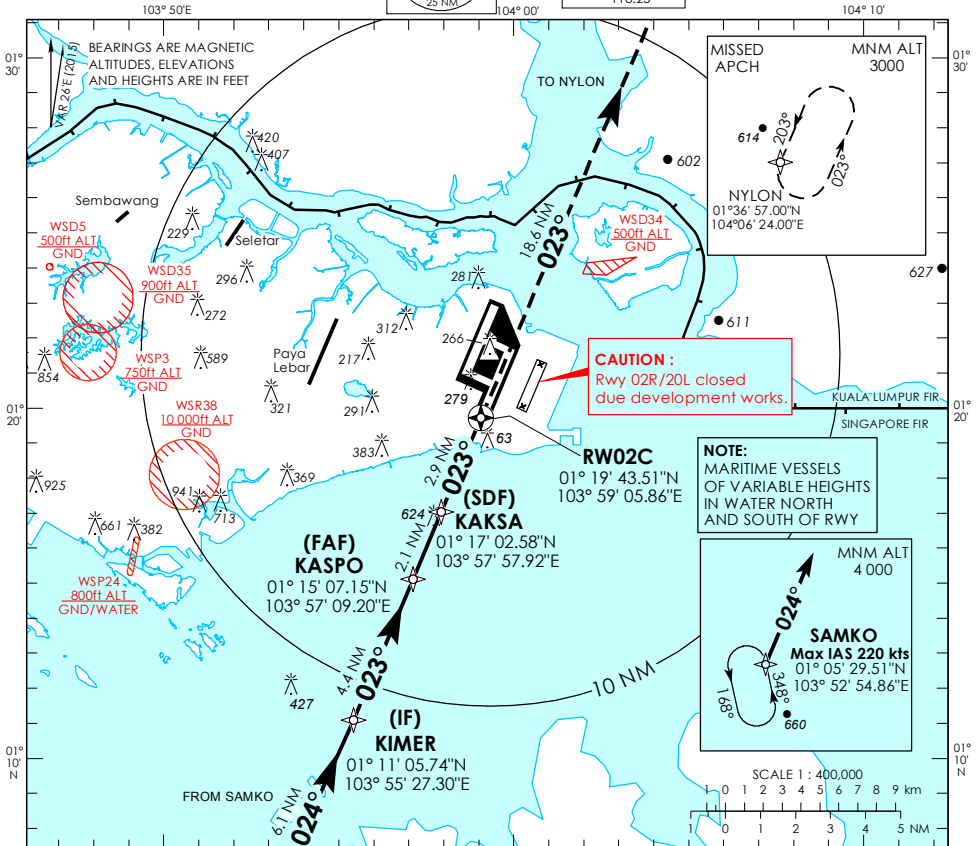 103° 50'E
25 NM
104° 00'E
104° 10'E
01°
30'
01°
30'
VAR 26'E (2015)
BEARINGS ARE MAGNETIC
ALTITUDES, ELEVATIONS
AND HEIGHTS ARE IN FEET
TO NYLON
MISSED
APCH
MNM ALT
3000
203°
023°
614
NYLON
01°36' 57.00"N
104°06' 24.00"E
420
407
602
Sembawang
229
Seletar
296
WSD5
500ft ALT
GND
WSD35
900ft ALT
GND
272
WSD34
500ft ALT
GND
18.6 NM
023°
627
281
312
266
611
WSP3
750ft ALT
GND
854
589
Paya
Lebar
217
279
321
291
CAUTION :
Rwy 02R/20L closed
due development works.
KUALA LUMPUR FIR
SINGAPORE FIR
01°
20'
01°
20'
WSR38
10 000ft ALT
GND
383
63
2.9 NM
023°
RW02C
01° 19' 43.51"N
103° 59' 05.86"E
NOTE:
MARITIME VESSELS
OF VARIABLE HEIGHTS
IN WATER NORTH
AND SOUTH OF RWY
925
941
713
369
661
382
624
(SDF)
KAKSA
01° 17' 02.58"N
103° 57' 57.92"E
2.1 NM
(FAF)
KASPO
01° 15' 07.15"N
103° 57' 09.20"E
WSP24
800ft ALT
GND/WATER
MNM ALT
4 000
024°
SAMKO
Max IAS 220 kts
01° 05' 29.51"N
103° 52' 54.86"E
168°
348°
660
4.4 NM
023°
427
10 NM
(IF)
KIMER
01° 11' 05.74"N
103° 55' 27.30"E
01°
10'
N
01°
10'
N
FROM SAMKO
6.1 NM
024°
SCALE 1 : 400,000
1 0 1 2 3 4 5 6 7 8 9 km
1 0 1 2 3 4 5 NM